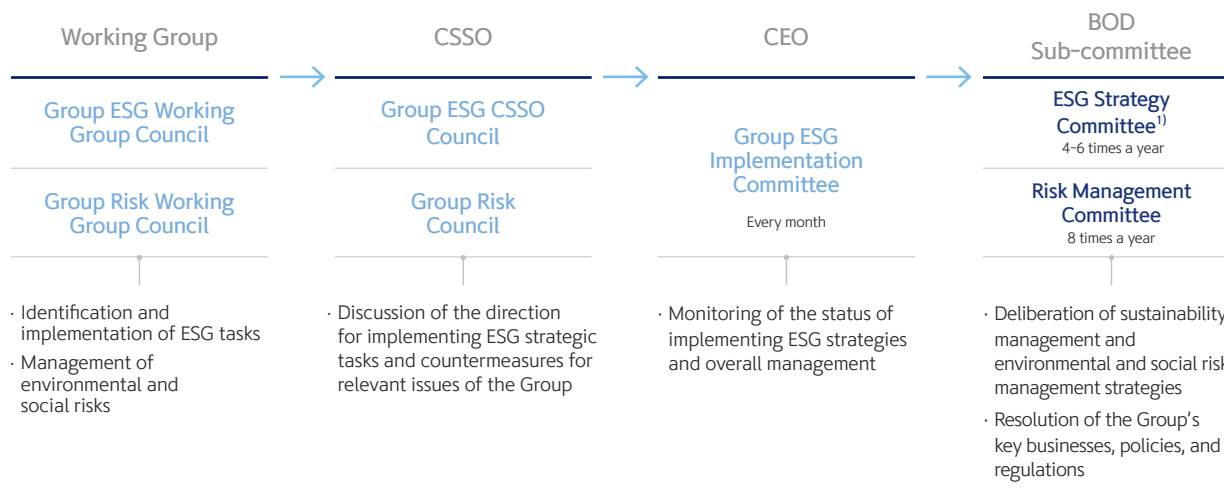 Working Group
Group ESG Working
Group Council
Group Risk Working
Group Council
· Identification and
implementation of ESG tasks
· Management of
environmental and
social risks
CSSO
Group ESG CSSO
Council
Group Risk
Council
· Discussion of the direction
for implementing ESG strategic
tasks and countermeasures for
relevant issues of the Group
CEO
Group ESG
Implementation
Committee
Every month
· Monitoring of the status of
implementing ESG strategies
and overall management
BOD
Sub-committee
ESG Strategy
Committee¹⁾
4-6 times a year
Risk Management
Committee
8 times a year
· Deliberation of sustainability
management and
environmental and social risk
management strategies
· Resolution of the Group's
key businesses, policies, and
regulations